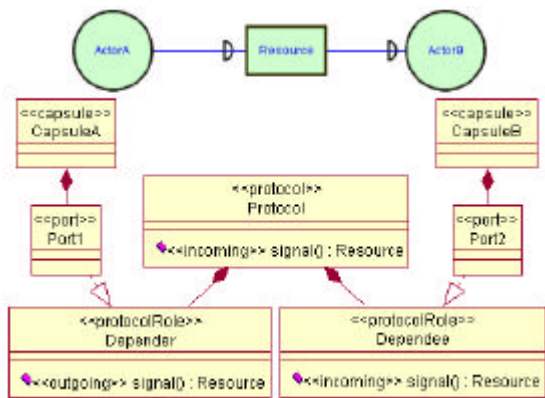 ActorA
Resource
ActorB
<<capsule>>
CapsuleA
<<capsule>>
CapsuleB
<<protocol>>
Protocol
<<incoming>> signal() : Resource
<<port>>
Port1
<<port>>
Port2
<<protocolRole>>
Depender
<<outgoing>> signal() : Resource
<<protocolRole>>
Dependee
<<incoming>> signal() : Resource